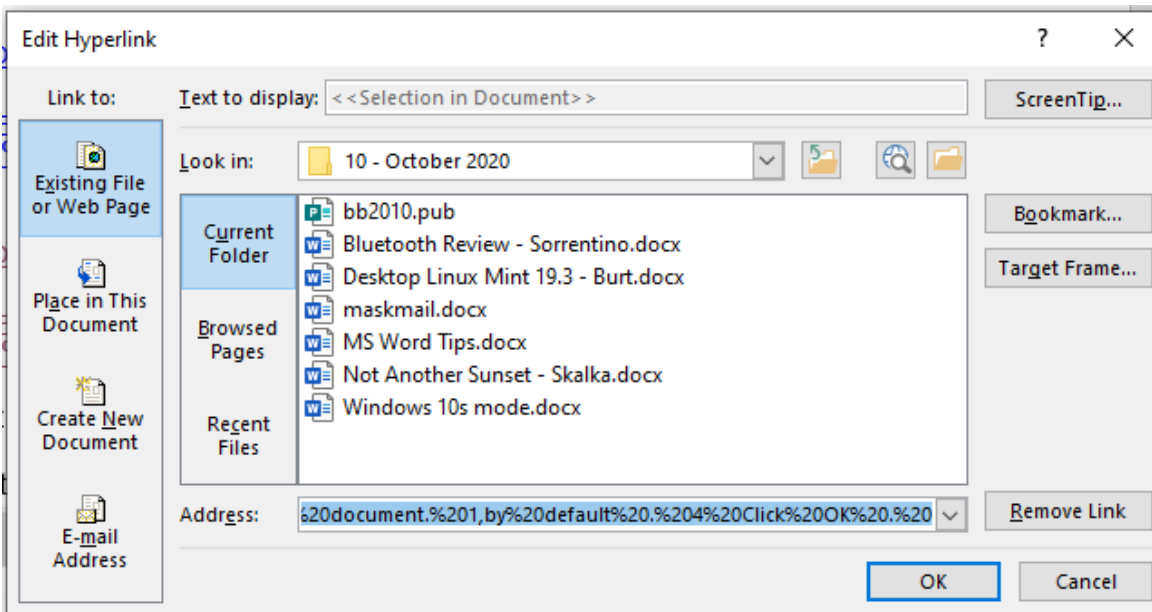 Edit Hyperlink
?
Link to:
Text to display: <<Selection in Document>>
ScreenTip...
Existing File
or Web Page
Look in:
10 - October 2020
Current
Folder
bb2010.pub
Bluetooth Review - Sorrentino.docx
Desktop Linux Mint 19.3 - Burt.docx
maskmail.docx
MS Word Tips.docx
Not Another Sunset - Skalka.docx
Windows 10s mode.docx
Bookmark...
Target Frame...
Place in This
Document
Browsed
Pages
Create New
Document
Recent
Files
E-mail
Address
Address: %20document.%201,by%20default%20.%204%20Click%20OK%20.%20
Remove Link
OK
Cancel